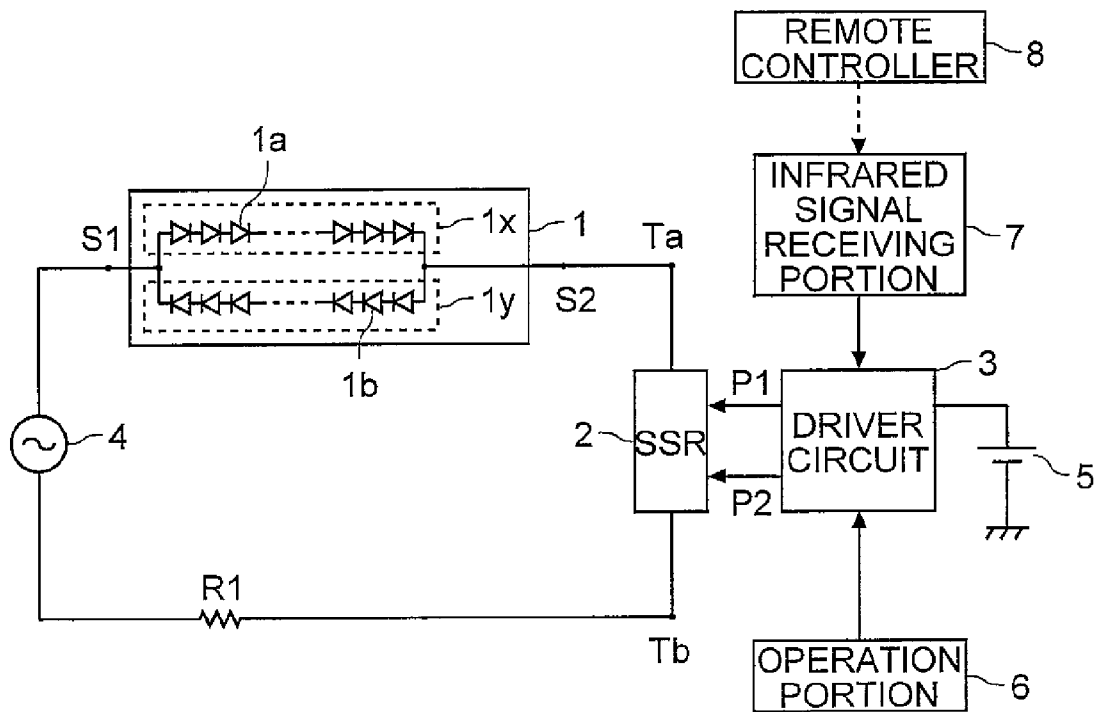 REMOTE
CONTROLLER
8
1a
INFRARED
SIGNAL
RECEIVING
PORTION
7
S1
1x
1
Ta
1y
S2
1b
3
P1
4
2
SSR
DRIVER
CIRCUIT
5
P2
R1
Tb
OPERATION
PORTION
6